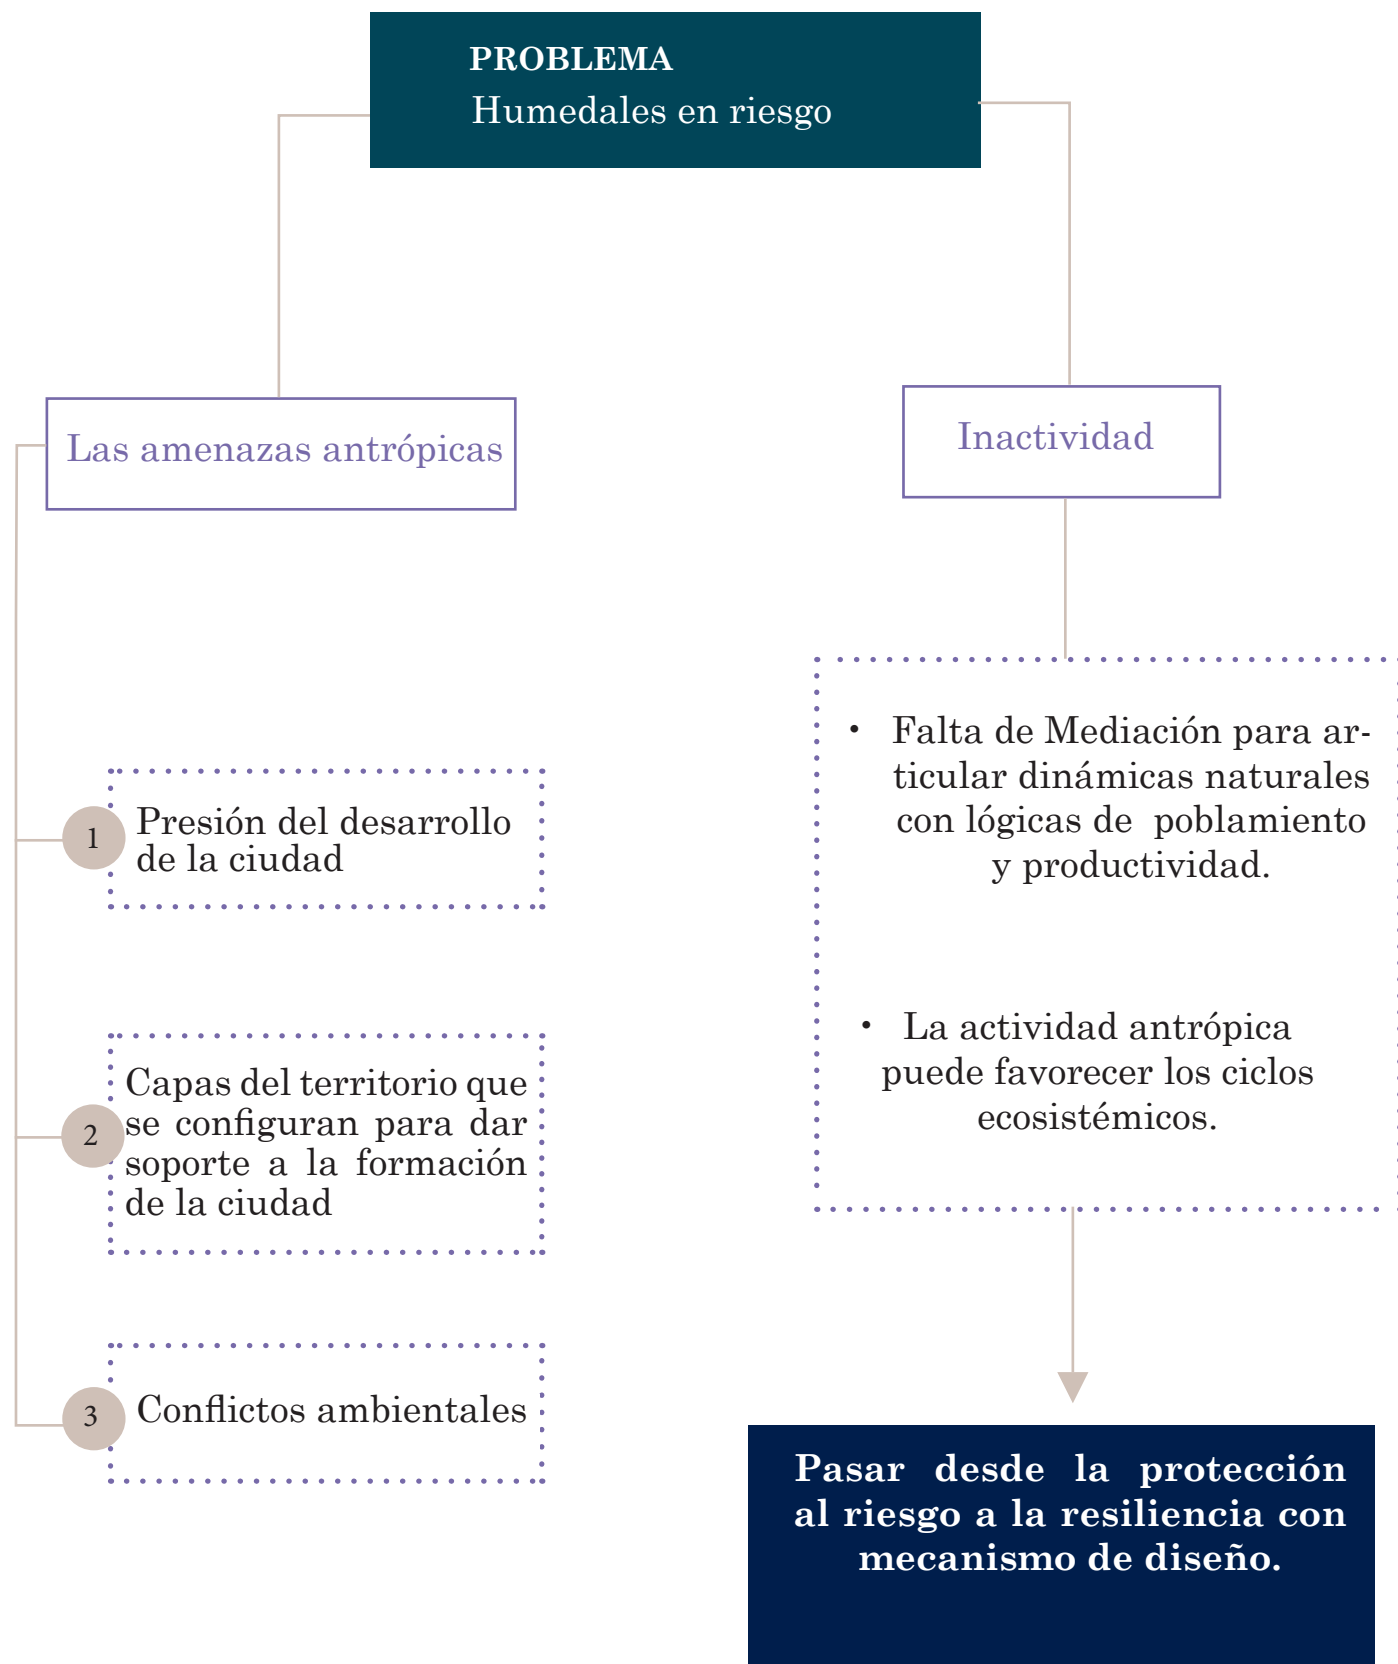 PROBLEMA
Humedales en riesgo
Las amenazas antrópicas
1
Presión del desarrollo
de la ciudad
2
Capas del territorio que
se configuran para dar
soporte a la formación
de la ciudad
3
Conflictos ambientales
Inactividad
• Falta de Mediación para ar-
ticular dinámicas naturales
con lógicas de poblamiento
y productividad.
• La actividad antrópica
puede favorecer los ciclos
ecosistémicos.
Pasar desde la protección
al riesgo a la resiliencia con
mecanismo de diseño.